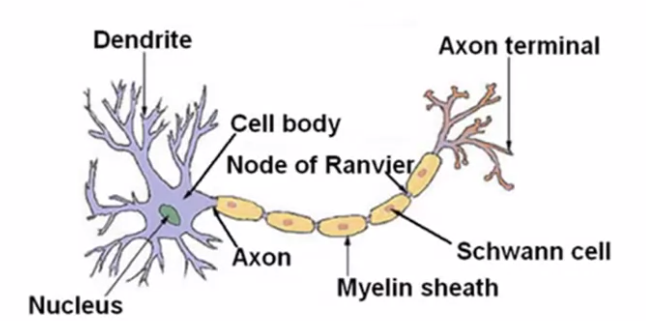 Dendrite
Axon terminal
Cell body
Node of Ranvier
Axon
Schwann cell
Myelin sheath
Nucleus